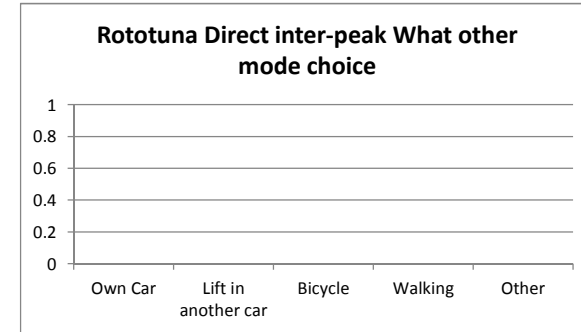 Rototuna Direct inter-peak What other
mode choice
1
0.8
0.6
0.4
0.2
0
Own Car
Lift in
another car
Bicycle
Walking
Other